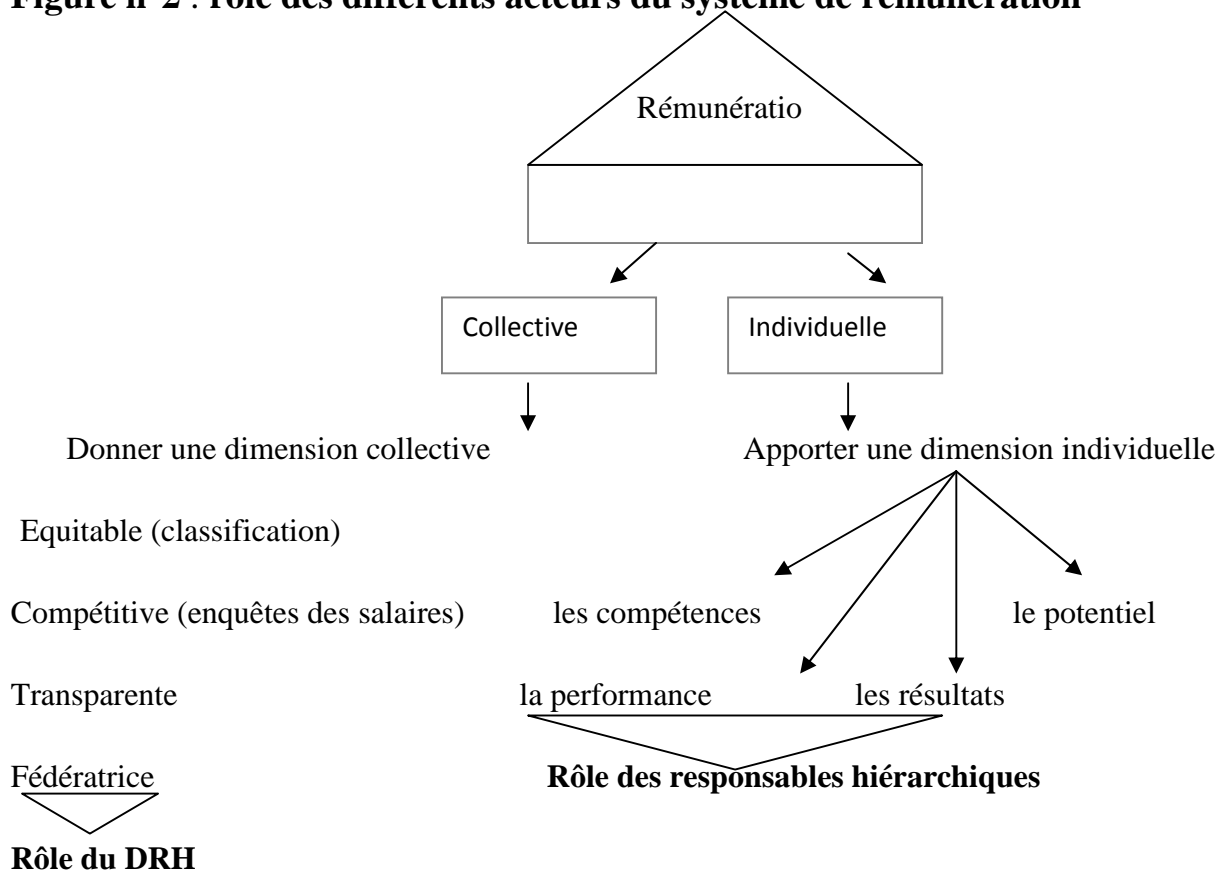 Figure n°2 : rôle des différents acteurs du système de rémunération
Rémunératio
Collective Individuelle
Donner une dimension collective Apporter une dimension individuelle
Equitable (classification)
Compétitive (enquêtes des salaires) les compétences le potentiel
Transparente la performance les résultats
Fédératrice Rôle des responsables hiérarchiques
Rôle du DRH